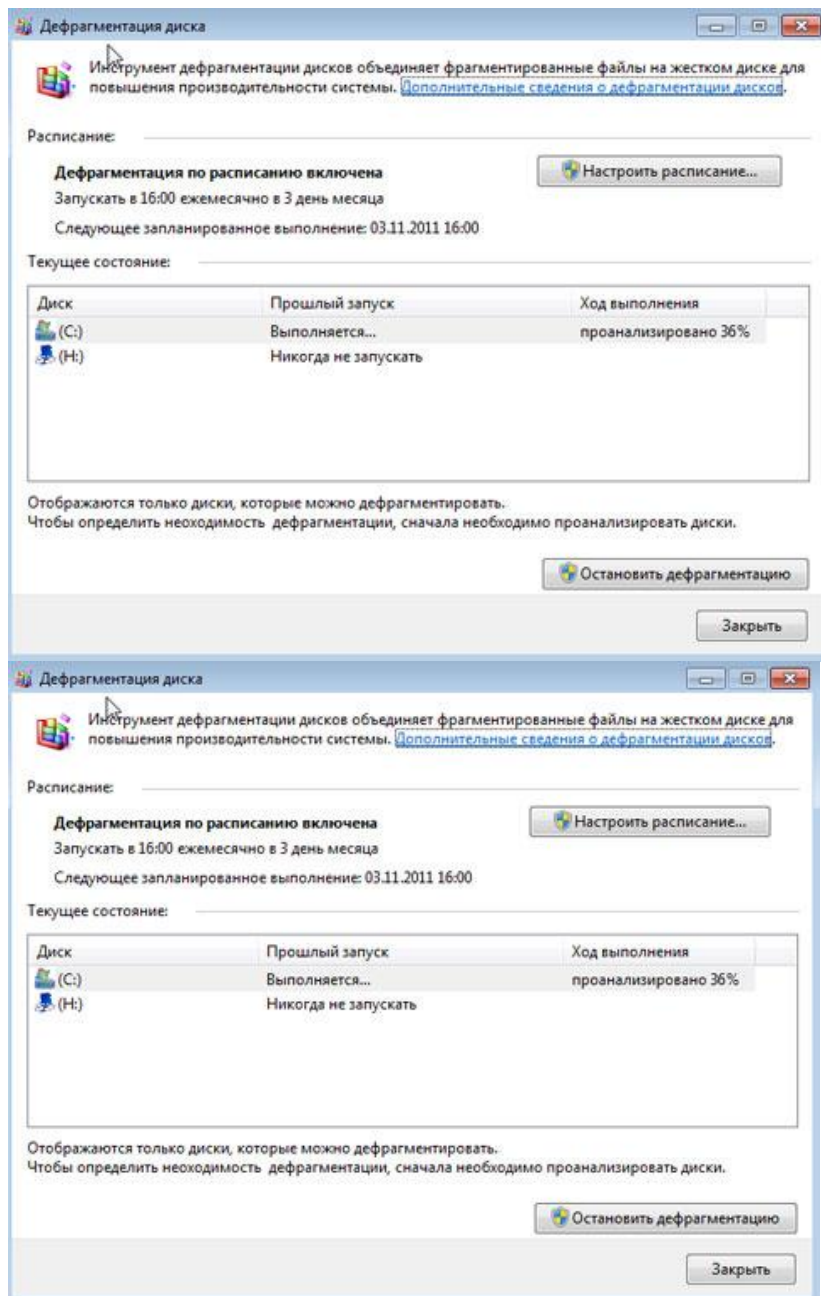 Дефрагментация диска
Инструмент дефрагментации дисков объединяет фрагментированные файлы на жестком диске для
повышения производительности системы. Дополнительные сведения о дефрагментации дисков.
Расписание:
Дефрагментация по расписанию включена
Настроить расписание...
Запускать в 16:00 ежемесячно в 3 день месяца
Следующее запланированное выполнение: 03.11.2011 16:00
Текущее состояние:
Диск Прошлый запуск Ход выполнения
(C:) Выполняется... проанализировано 36%
(H:) Никогда не запускать
Отображаются только диски, которые можно дефрагментировать.
Чтобы определить неоходимость дефрагментации, сначала необходимо проанализировать диски.
Остановить дефрагментацию
Закрыть
Дефрагментация диска
Инструмент дефрагментации дисков объединяет фрагментированные файлы на жестком диске для
повышения производительности системы. Дополнительные сведения о дефрагментации дисков.
Расписание:
Дефрагментация по расписанию включена
Настроить расписание...
Запускать в 16:00 ежемесячно в 3 день месяца
Следующее запланированное выполнение: 03.11.2011 16:00
Текущее состояние:
Диск Прошлый запуск Ход выполнения
(C:) Выполняется... проанализировано 36%
(H:) Никогда не запускать
Отображаются только диски, которые можно дефрагментировать.
Чтобы определить неоходимость дефрагментации, сначала необходимо проанализировать диски.
Остановить дефрагментацию
Закрыть